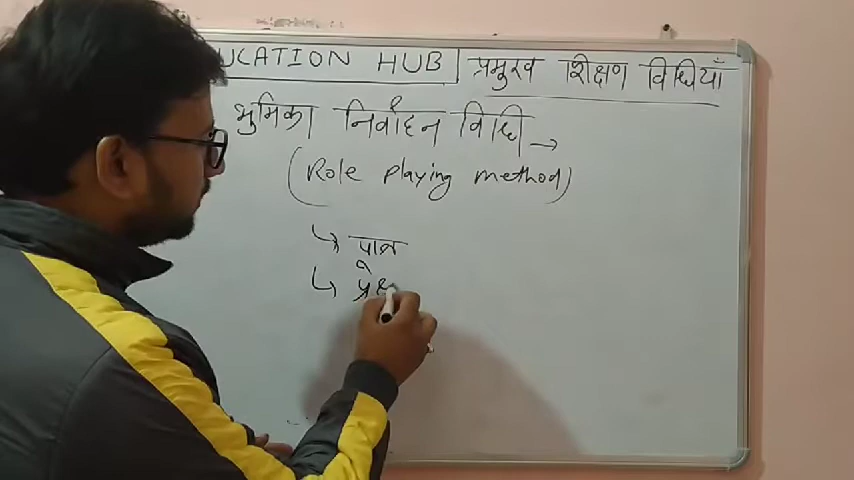 UCATION HUB | प्रमुख शिक्षण विधियाँ
भुमिका निर्वाहन विधि →
(Role playing method)
↳ पात्र
↳